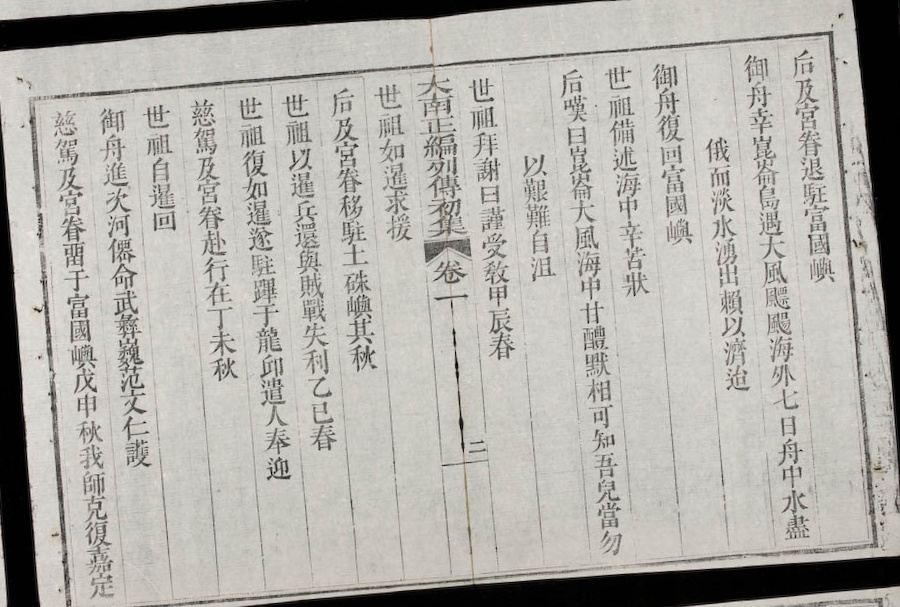 后及宮眷退駐富國嶼
御舟幸崑崙島遇大風飄颺海外七日舟中水盡
俄而淡水湧出賴以濟迨
御舟復回富國嶼
世祖備述海中辛苦狀
后嘆曰崑崙大風海中甘醴默相可知吾兒當勿
以艱難自沮
世祖拜謝曰謹受教甲辰春
大南正編列傳初集 卷一 二
世祖如暹求援
后及宮眷移駐土硃嶼其秋
世祖以暹兵還與賊戰失利乙巳春
世祖復如暹遂駐蹕于龍邱遣人奉迎
慈駕及宮眷赴行在丁未秋
世祖自暹回
御舟進次河僊命武彝巍范文仁護
慈駕及宮眷畱于富國嶼戊申秋我師克復嘉定